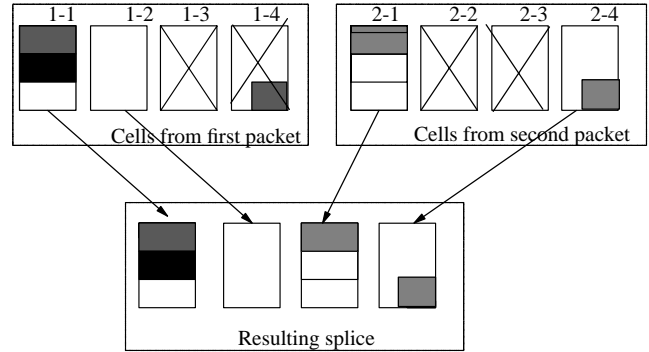 1-1 1-2 1-3 1-4 2-1 2-2 2-3 2-4
Cells from first packet Cells from second packet
Resulting splice